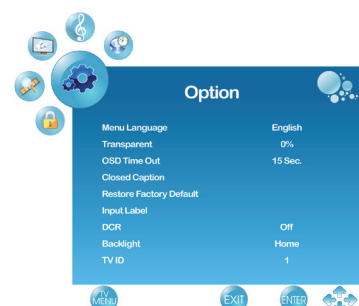 Option
Menu Language English
Transparent 0%
OSD Time Out 15 Sec.
Closed Caption
Restore Factory Default
Input Label
DCR Off
Backlight Home
TV ID 1
TV
MENU EXIT ENTER